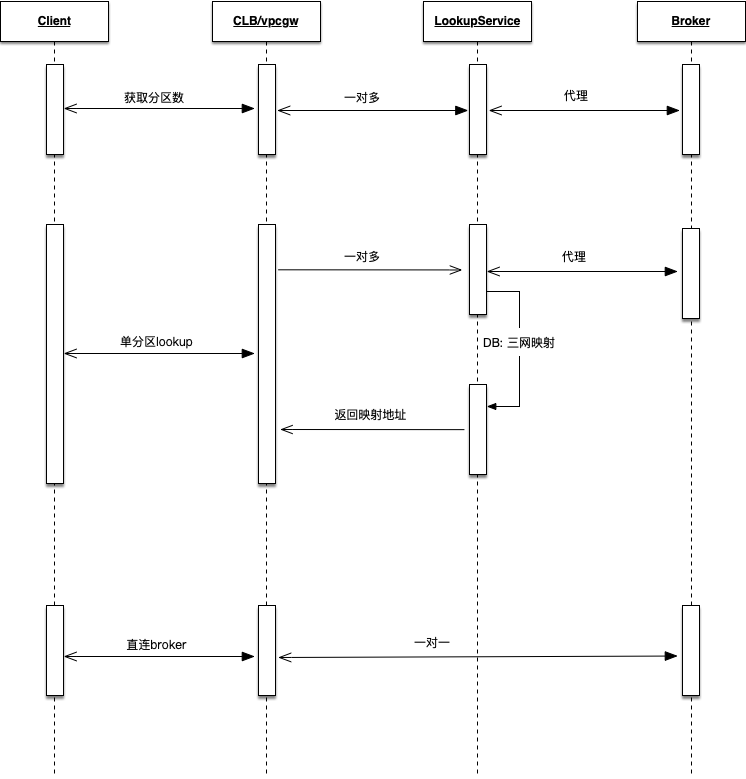 Client
CLB/vpcgw
LookupService
Broker
获取分区数
一对多
代理
一对多
代理
单分区lookup
DB: 三网映射
返回映射地址
直连broker
一对一